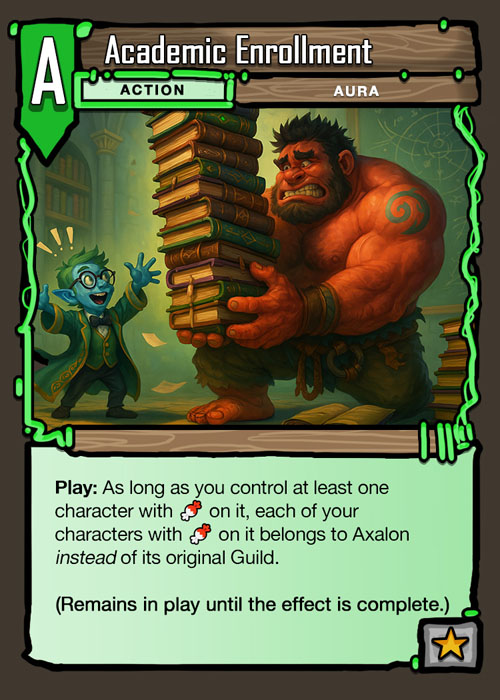 A
Academic Enrollment
ACTION
AURA
Play: As long as you control at least one
character with on it, each of your
characters with on it belongs to Axalon
instead of its original Guild.
(Remains in play until the effect is complete.)